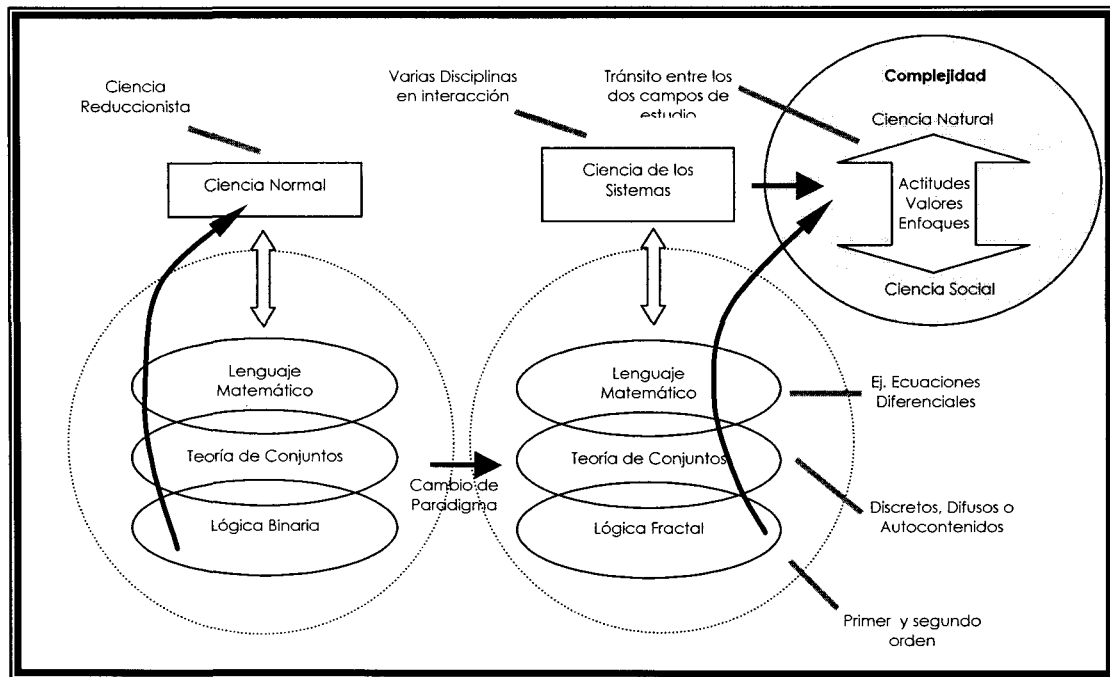 Ciencia
Reduccionista
Varias Disciplinas
en interacción
Tránsito entre los
dos campos de
estudio
Complejidad
Ciencia Natural
Actitudes
Valores
Enfoques
Ciencia Social
Ciencia Normal
Ciencia de los
Sistemas
Lenguaje
Matemático
Teoría de Conjuntos
Lógica Binaria
Cambio de
Paradigma
Lenguaje
Matemático
Teoría de Conjuntos
Lógica Fractal
Ej. Ecuaciones
Diferenciales
Discretos, Difusos o
Autocontenidos
Primer y segundo
orden